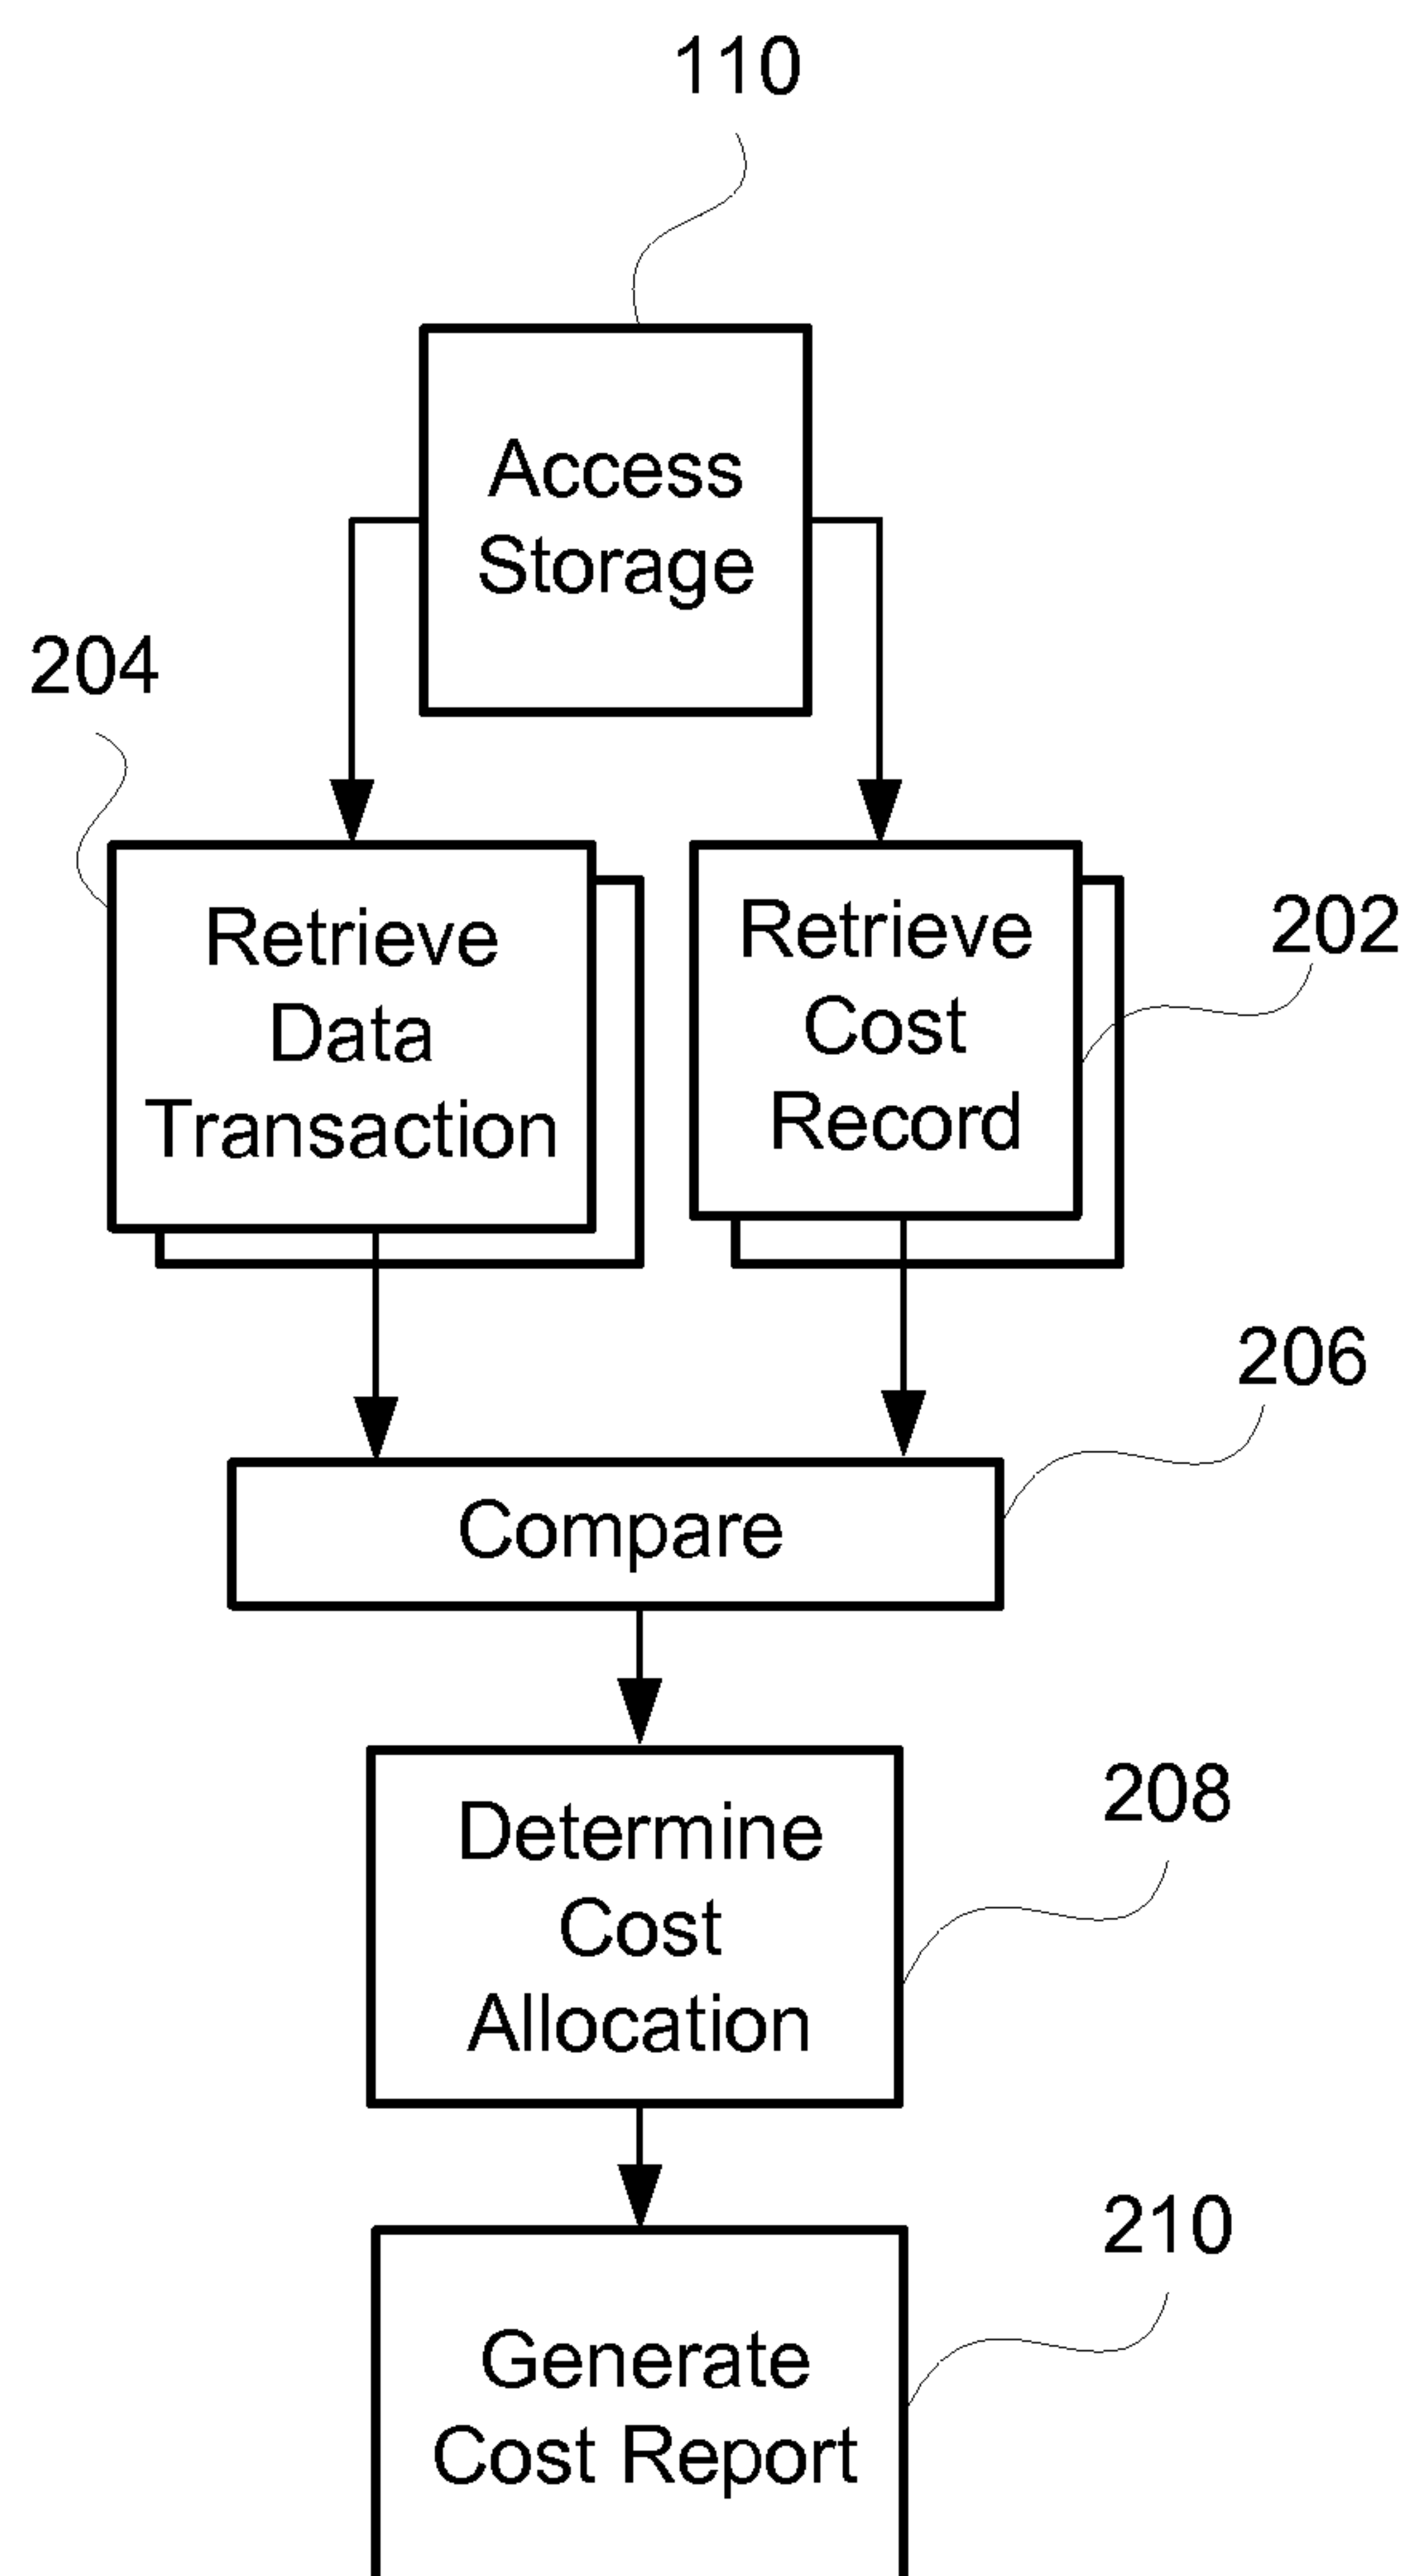 110
Access
Storage
204
Retrieve
Data
Transaction
Retrieve
Cost
Record
202
206
Compare
Determine
Cost
Allocation
208
210
Generate
Cost Report